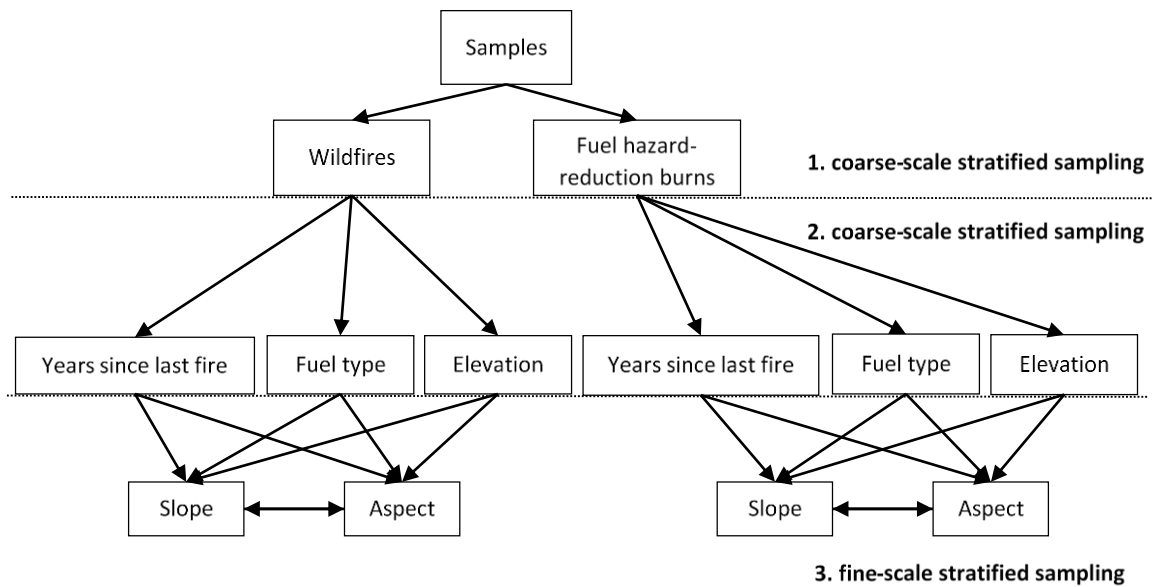 Samples
Wildfires
Fuel hazard-
reduction burns
1. coarse-scale stratified sampling
2. coarse-scale stratified sampling
Years since last fire
Fuel type
Elevation
Years since last fire
Fuel type
Elevation
Slope
Aspect
Slope
Aspect
3. fine-scale stratified sampling